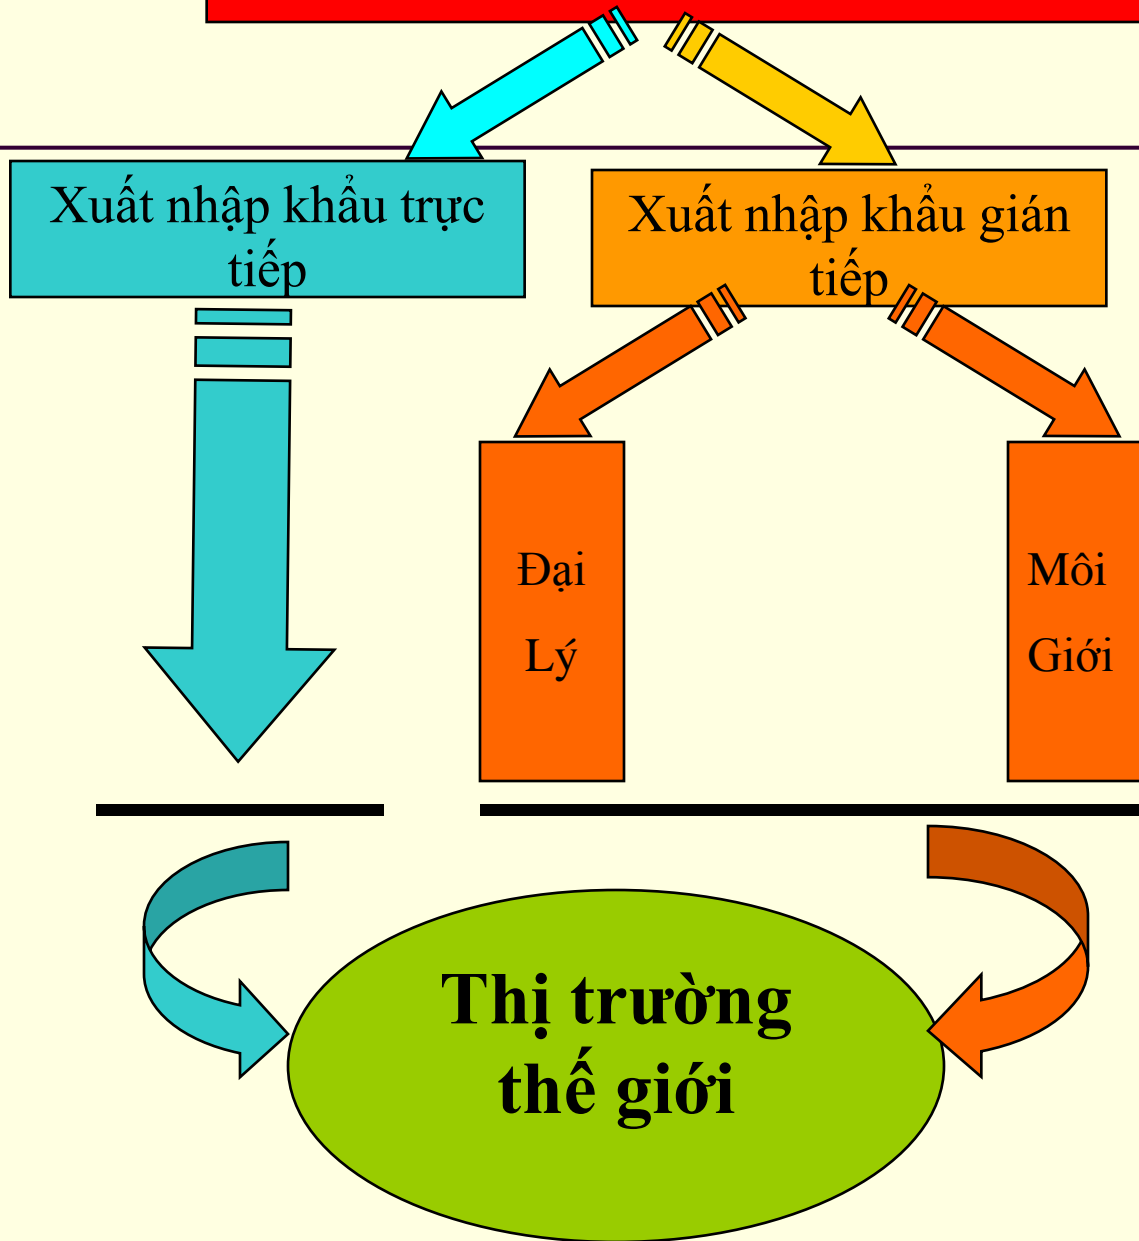 Xuất nhập khẩu trực
tiếp
Xuất nhập khẩu gián
tiếp
Đại
Lý
Môi
Giới
Thị trường
thế giới